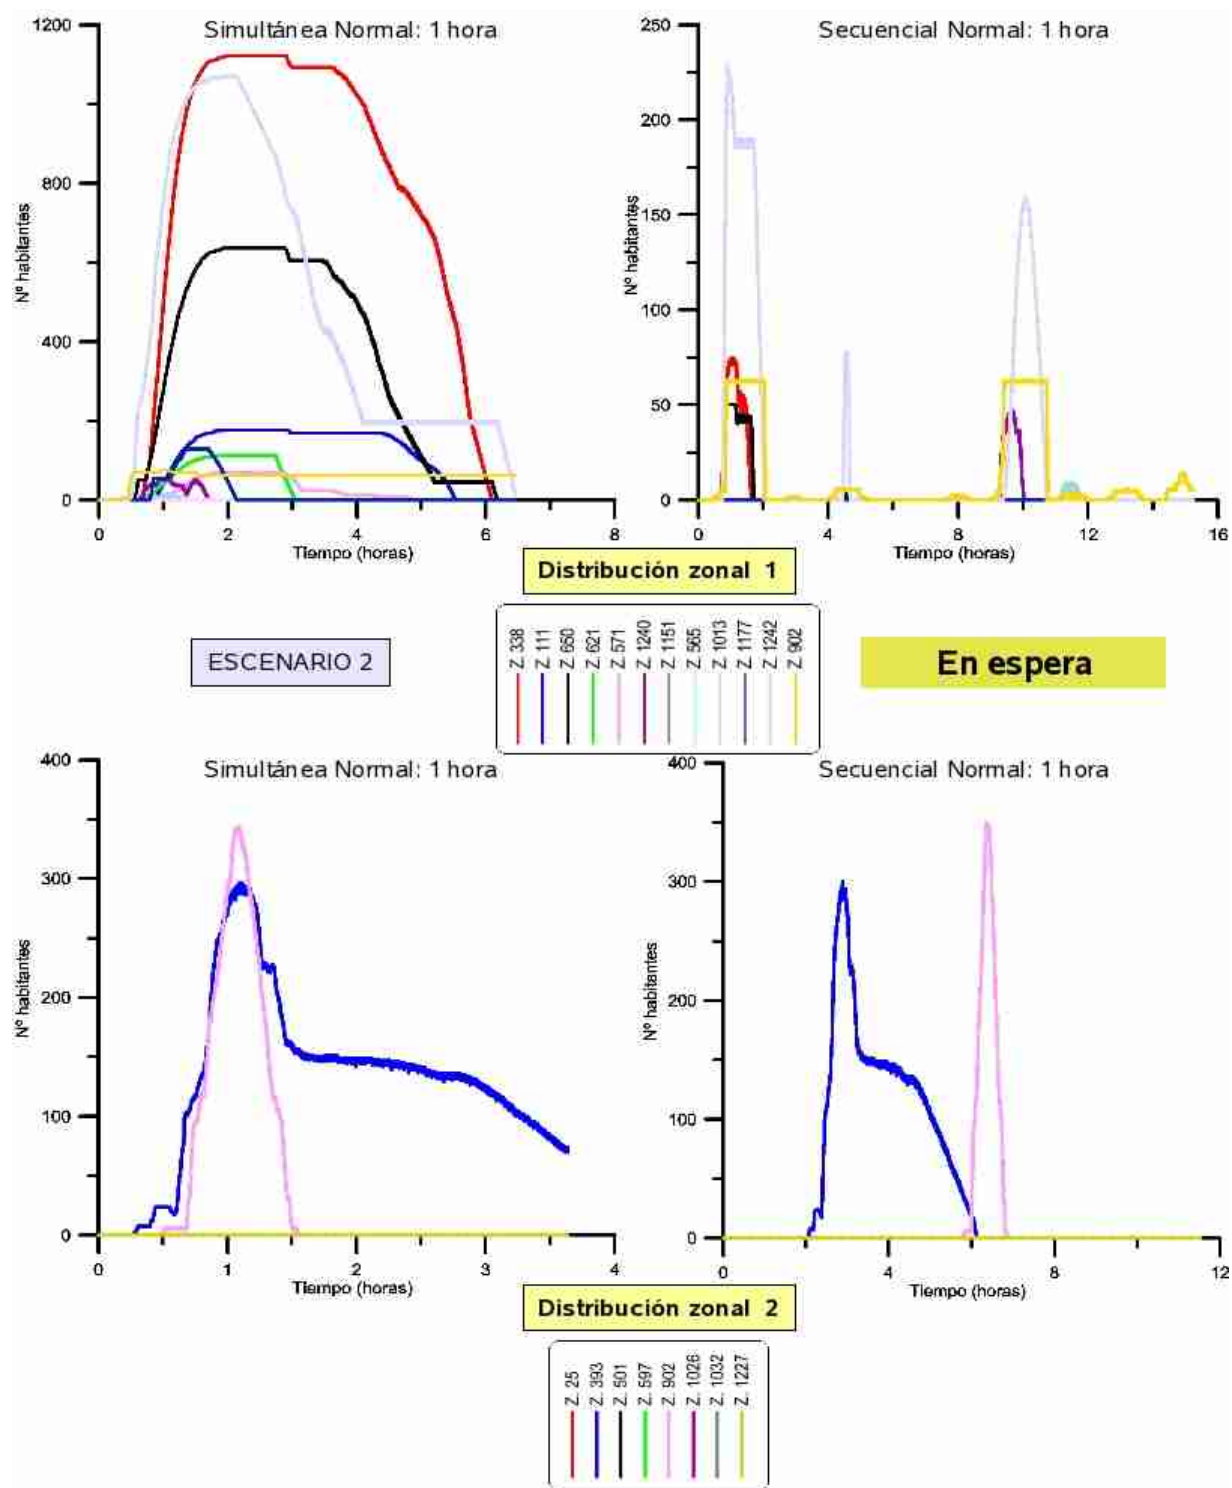 Simultánea Normal: 1 hora
1200
800
400
0
Nº habitantes
0 2 4 6 8
Tiempo (horas)
Secuencial Normal: 1 hora
250
200
150
100
50
0
Nº habitantes
0 4 8 12 16
Tiempo (horas)
Distribución zonal 1
Z. 338
Z. 111
Z. 650
Z. 621
Z. 571
Z. 1240
Z. 1151
Z. 565
Z. 1013
Z. 1177
Z. 1242
Z. 902
ESCENARIO 2
En espera
Simultánea Normal: 1 hora
400
300
200
100
0
Nº habitantes
0 1 2 3 4
Tiempo (horas)
Secuencial Normal: 1 hora
400
300
200
100
0
Nº habitantes
0 4 8 12
Tiempo (horas)
Distribución zonal 2
Z. 25
Z. 393
Z. 501
Z. 597
Z. 902
Z. 1026
Z. 1032
Z. 1227